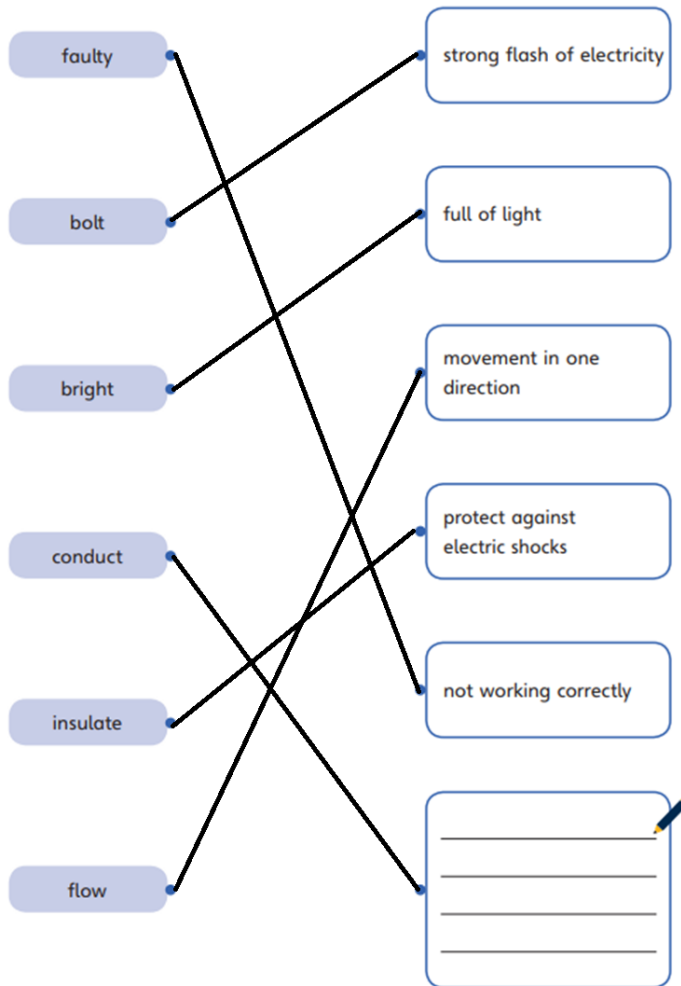 faulty
strong flash of electricity
bolt
full of light
bright
movement in one
direction
conduct
protect against
electric shocks
insulate
not working correctly
flow